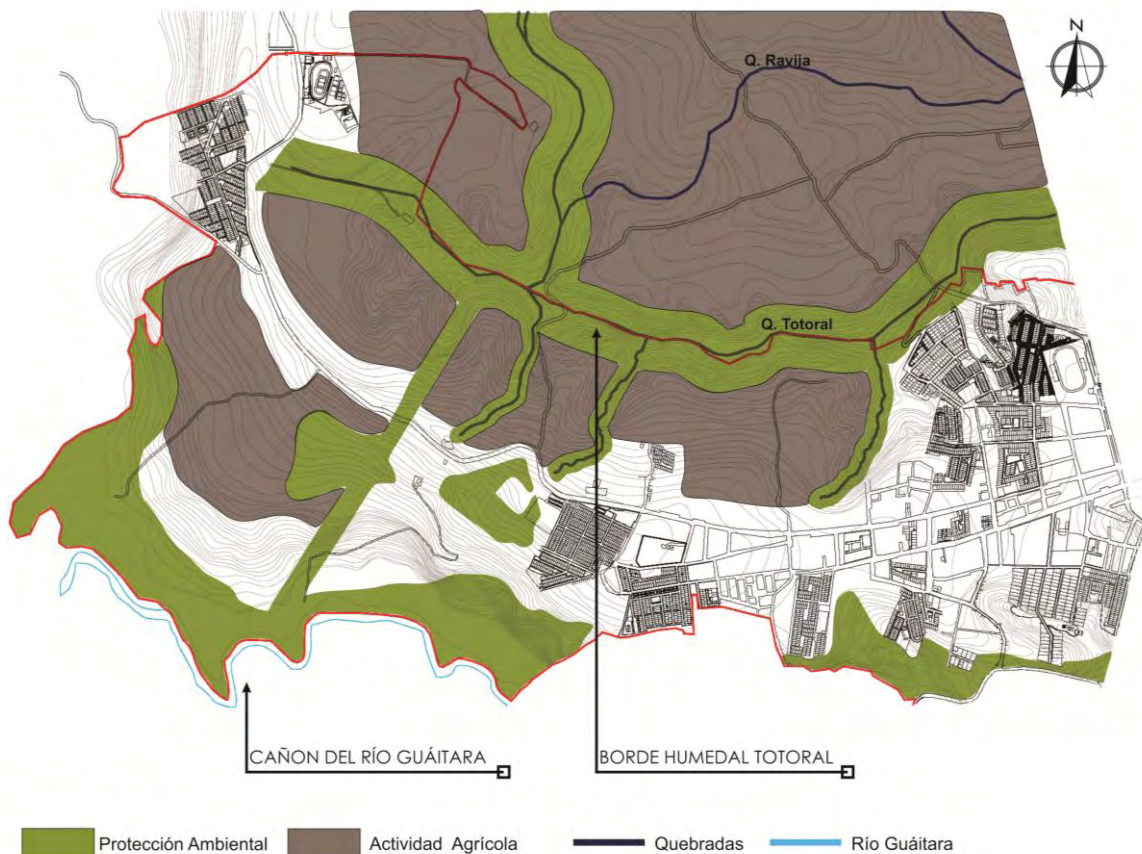 N
Q. Ravija
Q. Totoral
CAÑON DEL RÍO GUÁITARA
BORDE HUMEDAL TOTORAL
Protección Ambiental
Actividad Agrícola
Quebradas
Río Guáitara